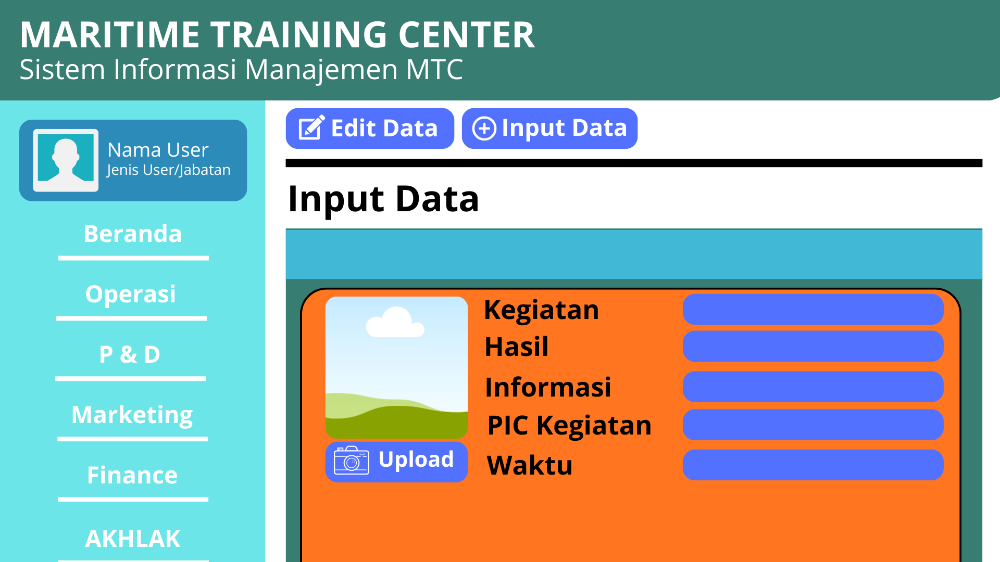 MARITIME TRAINING CENTER
Sistem Informasi Manajemen MTC
Nama User
Jenis User/Jabatan
Beranda
Operasi
P & D
Marketing
Finance
AKHLAK
Edit Data
Input Data
Input Data
Upload
Kegiatan
Hasil
Informasi
PIC Kegiatan
Waktu